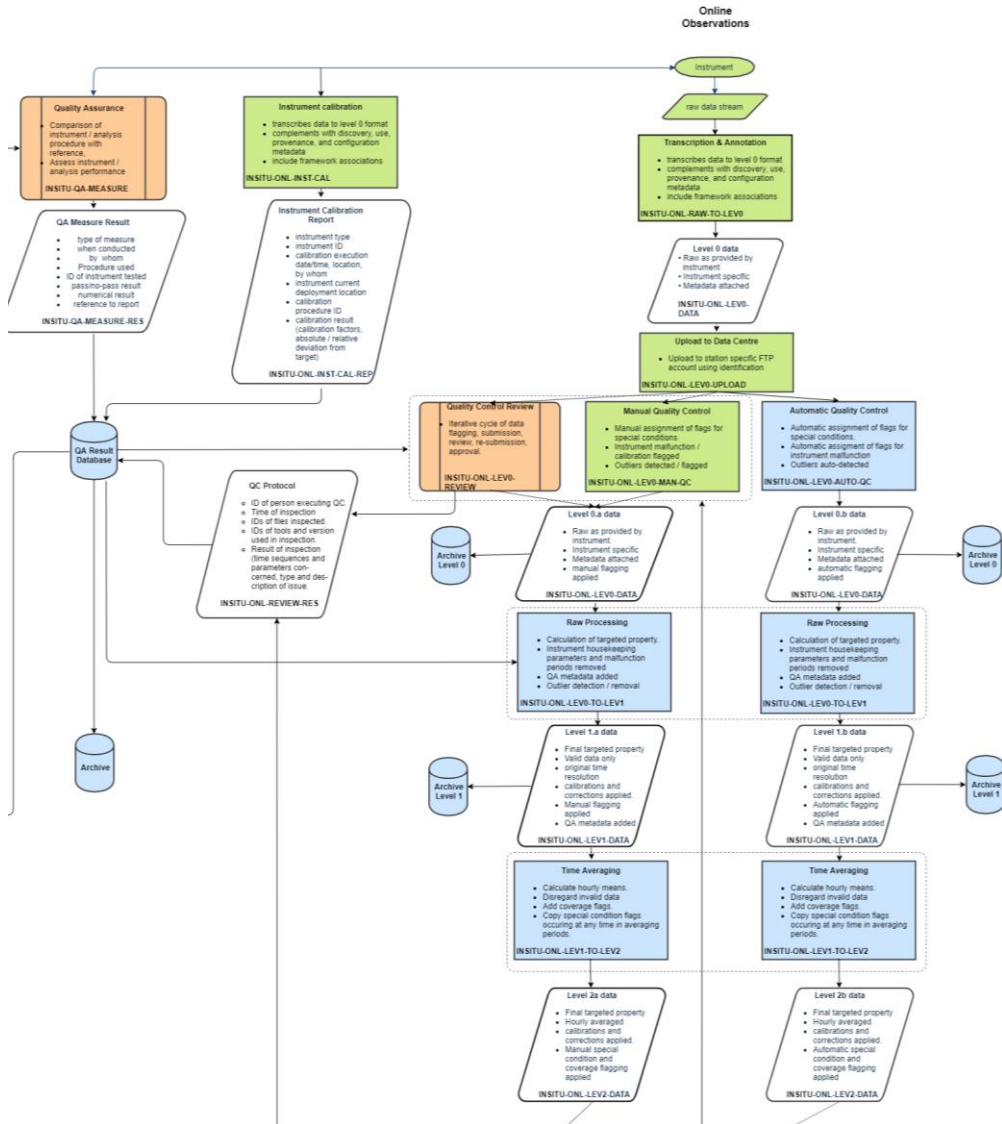 Online
Observations
Instrument
raw data stream
Quality Assurance
• Comparison of
instrument / analysis
procedure with
reference,
• Assess instrument /
analysis performance
INSITU-QA-MEASURE
Instrument calibration
• transcribes data to level 0 format
• complements with discovery, use,
provenance, and configuration
metadata
• include framework associations
INSITU-ONL-INST-CAL
Transcription & Annotation
• transcribes data to level 0 format
• complements with discovery, use,
provenance, and configuration
metadata
• include framework associations
INSITU-ONL-RAW-TO-LEV0
QA Measure Result
• type of measure
• when conducted
• by whom
• Procedure used
• ID of instrument tested
• pass/no-pass result
• numerical result
• reference to report
INSITU-QA-MEASURE-RES
Instrument Calibration
Report
• instrument type
• instrument ID
• calibration execution
date/time, location,
by whom
• instrument current
deployment location
• calibration
procedure ID
• calibration result
(calibration factors,
absolute / relative
deviation from
target)
INSITU-ONL-INST-CAL-REP
Level 0 data
• Raw as provided by
instrument
• Instrument specific
• Metadata attached
INSITU-ONL-LEV0-
DATA
Upload to Data Centre
• Upload to station specific FTP
account using identification
INSITU-ONL-LEV0-UPLOAD
QA Result
Database
Quality Control Review
• Iterative cycle of data
flagging, submission,
review, re-submission,
approval.
INSITU-ONL-LEV0-
REVIEW
Manual Quality Control
• Manual assignment of flags for
special conditions.
• Instrument malfunction /
calibration flagged
• Outliers detected / flagged
INSITU-ONL-LEV0-MAN-QC
Automatic Quality Control
• Automatic assignment of flags for
special conditions.
• Automatic assigment of flags for
instrument malfunction
• Outliers auto-detected
INSITU-ONL-LEV0-AUTO-QC
QC Protocol
○ ID of person executing QC.
○ Time of inspection
○ IDs of files inspected.
○ IDs of tools and version
used in inspection.
○ Result of inspection
(time sequences and
parameters con-
cerned, type and des-
cription of issue.
INSITU-ONL-REVIEW-RES
Archive
Level 0
Level 0.a data
• Raw as provided by
instrument.
• Instrument specific
• Metadata attached
• manual flagging
applied
INSITU-ONL-LEV0-DATA
Level 0.b data
• Raw as provided by
instrument.
• Instrument specific
• Metadata attached
• automatic flagging
applied
INSITU-ONL-LEV0-DATA
Archive
Level 0
Raw Processing
• Calculation of targeted property.
• Instrument housekeeping
parameters and malfunction
periods removed
• QA metadata added
• Outlier detection / removal
INSITU-ONL-LEV0-TO-LEV1
Raw Processing
• Calculation of targeted property.
• Instrument housekeeping
parameters and malfunction
periods removed
• QA metadata added
• Outlier detection / removal
INSITU-ONL-LEV0-TO-LEV1
Archive
Archive
Level 1
Level 1.a data
• Final targeted property
• Valid data only
• original time
resolution
• calibrations and
corrections applied.
• Manual flagging
applied
• QA metadata added
INSITU-ONL-LEV1-DATA
Level 1.b data
• Final targeted property
• Valid data only
• original time
resolution
• calibrations and
corrections applied.
• Automatic flagging
applied
• QA metadata added
INSITU-ONL-LEV1-DATA
Archive
Level 1
Time Averaging
• Calculate hourly means.
• Disregard invalid data
• Add coverage flags.
• Copy special condition flags
occuring at any time in averaging
periods.
INSITU-ONL-LEV1-TO-LEV2
Time Averaging
• Calculate hourly means.
• Disregard invalid data
• Add coverage flags.
• Copy special condition flags
occuring at any time in averaging
periods.
INSITU-ONL-LEV1-TO-LEV2
Level 2a data
• Final targeted property
• Hourly averaged
• calibrations and
corrections applied.
• Manual special
condition and
coverage flagging
applied
INSITU-ONL-LEV2-DATA
Level 2b data
• Final targeted property
• Hourly averaged
• calibrations and
corrections applied.
• Automatic special
condition and
coverage flagging
applied
INSITU-ONL-LEV2-DATA